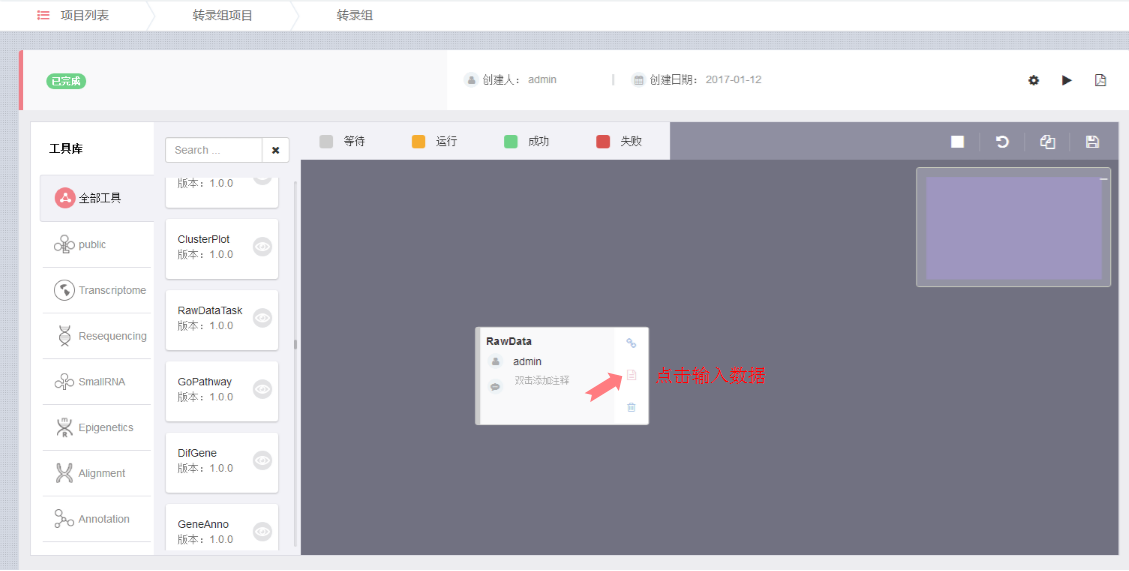 项目列表
转录组项目
转录组
已完成
创建人： admin
创建日期： 2017-01-12
工具库
Search ...
等待
运行
成功
失败
全部工具
public
Transcriptome
Resequencing
SmallRNA
Epigenetics
Alignment
Annotation
版本：1.0.0
ClusterPlot
版本：1.0.0
RawDataTask
版本：1.0.0
GoPathway
版本：1.0.0
DifGene
版本：1.0.0
GeneAnno
版本：1.0.0
RawData
admin
双击添加注释
点击输入数据